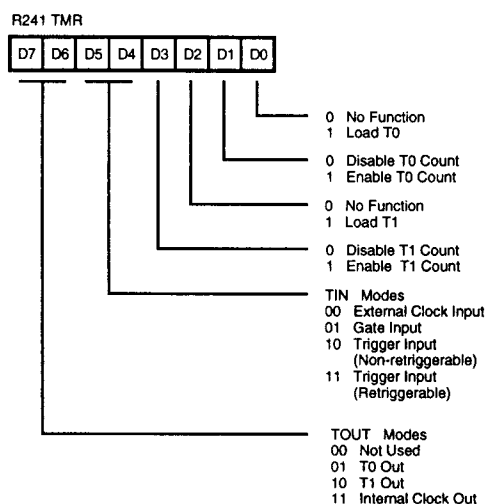 R241 TMR
D7 D6 D5 D4 D3 D2 D1 D0
0 No Function
1 Load T0
0 Disable T0 Count
1 Enable T0 Count
0 No Function
1 Load T1
0 Disable T1 Count
1 Enable T1 Count
TIN Modes
00 External Clock Input
01 Gate Input
10 Trigger Input
(Non-retriggerable)
11 Trigger Input
(Retriggerable)
TOUT Modes
00 Not Used
01 T0 Out
10 T1 Out
11 Internal Clock Out